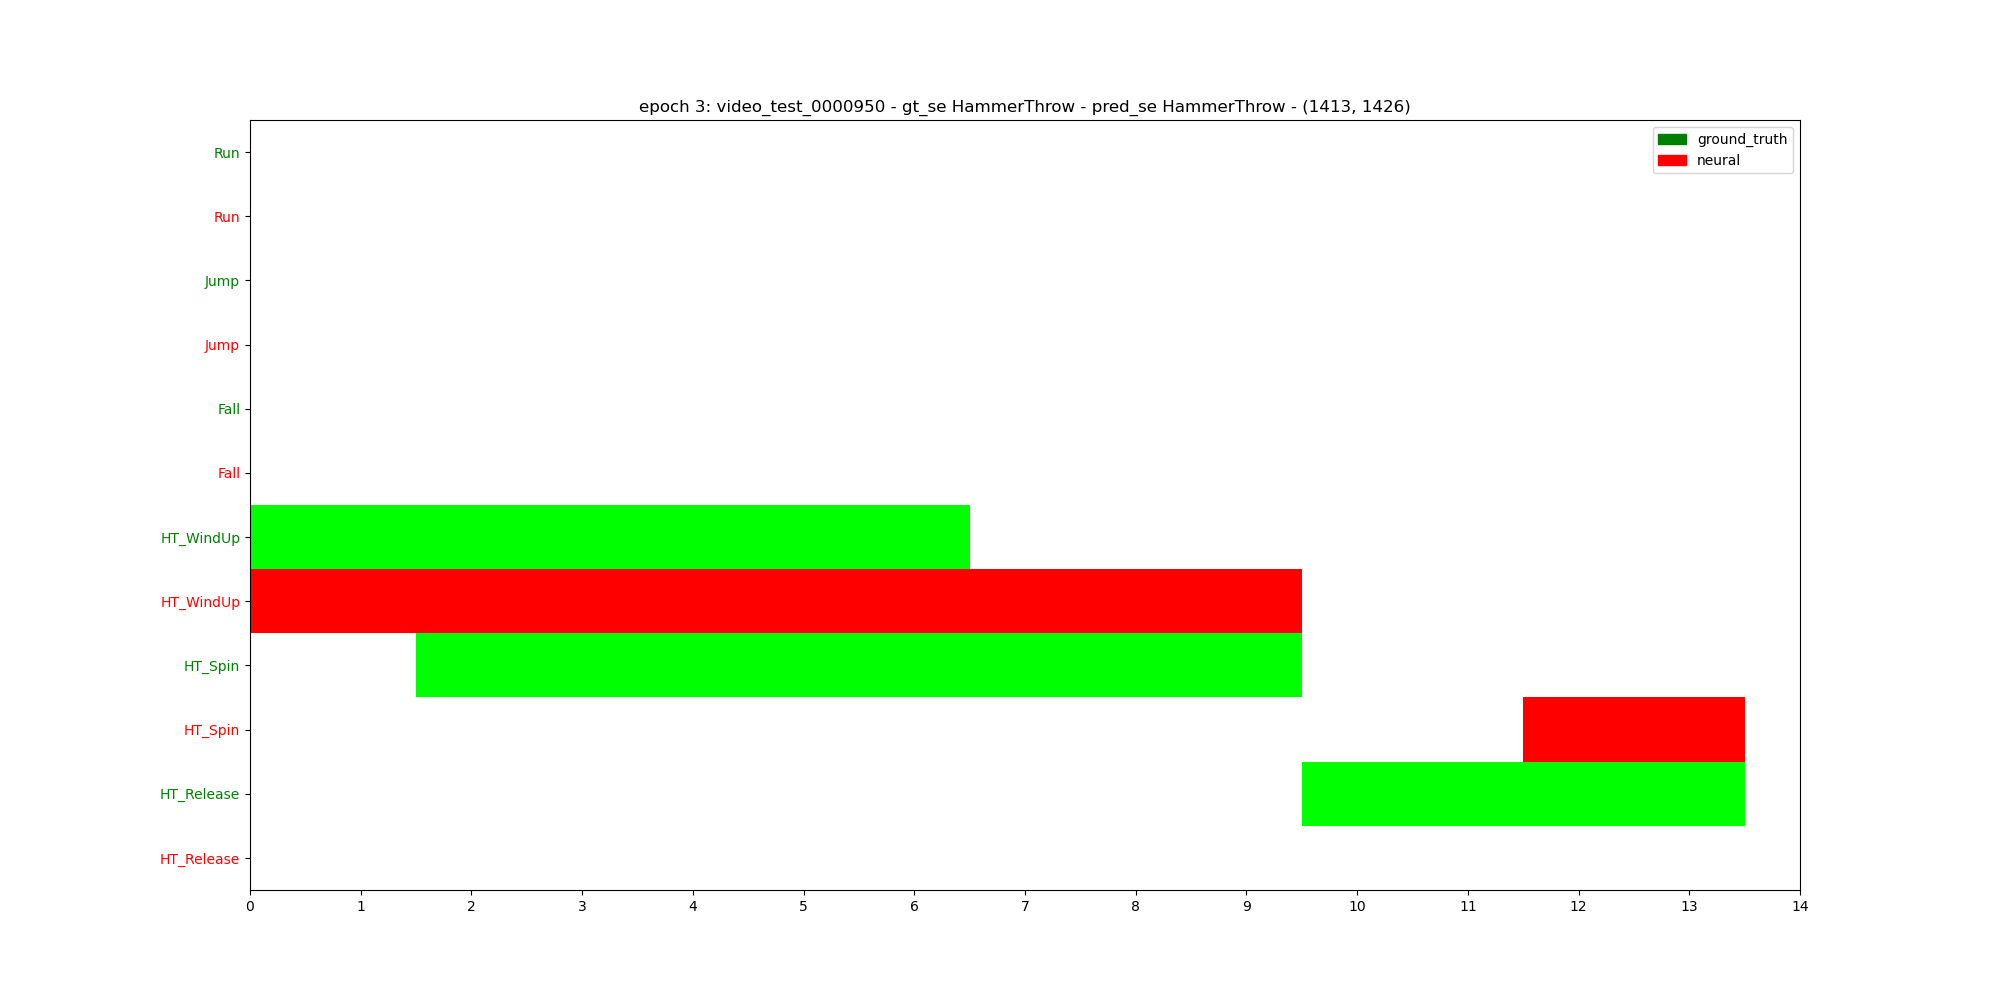 epoch 3: video_test_0000950 - gt_se HammerThrow - pred_se HammerThrow - (1413, 1426)
ground_truth
neural
Run
Run
Jump
Jump
Fall
Fall
HT_WindUp
HT_WindUp
HT_Spin
HT_Spin
HT_Release
HT_Release
0 1 2 3 4 5 6 7 8 9 10 11 12 13 14